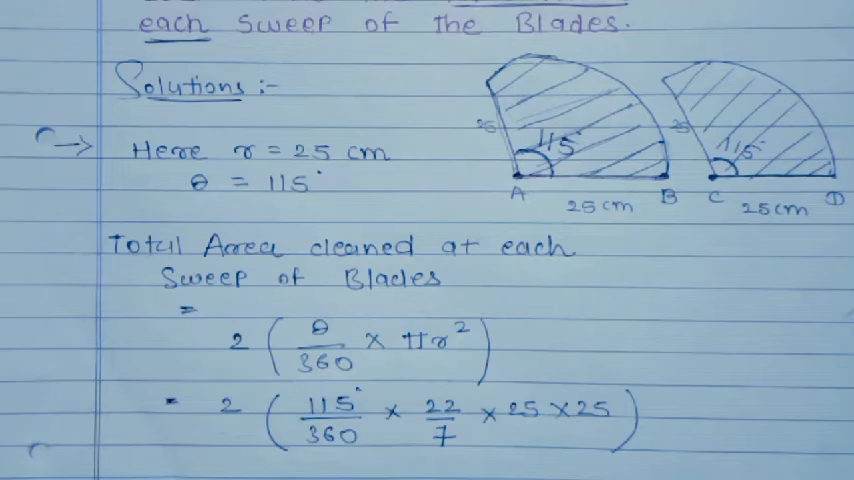 each Sweep of the Blades.
Solutions :-
Here r = 25 cm
θ = 115°
25
115°
A
25 cm
B
25
115°
C
25 cm
D
Total Area cleaned at each
Sweep of Blades
=
2 ( θ/360 × πr² )
= 2 ( 115°/360 × 22/7 × 25 × 25 )